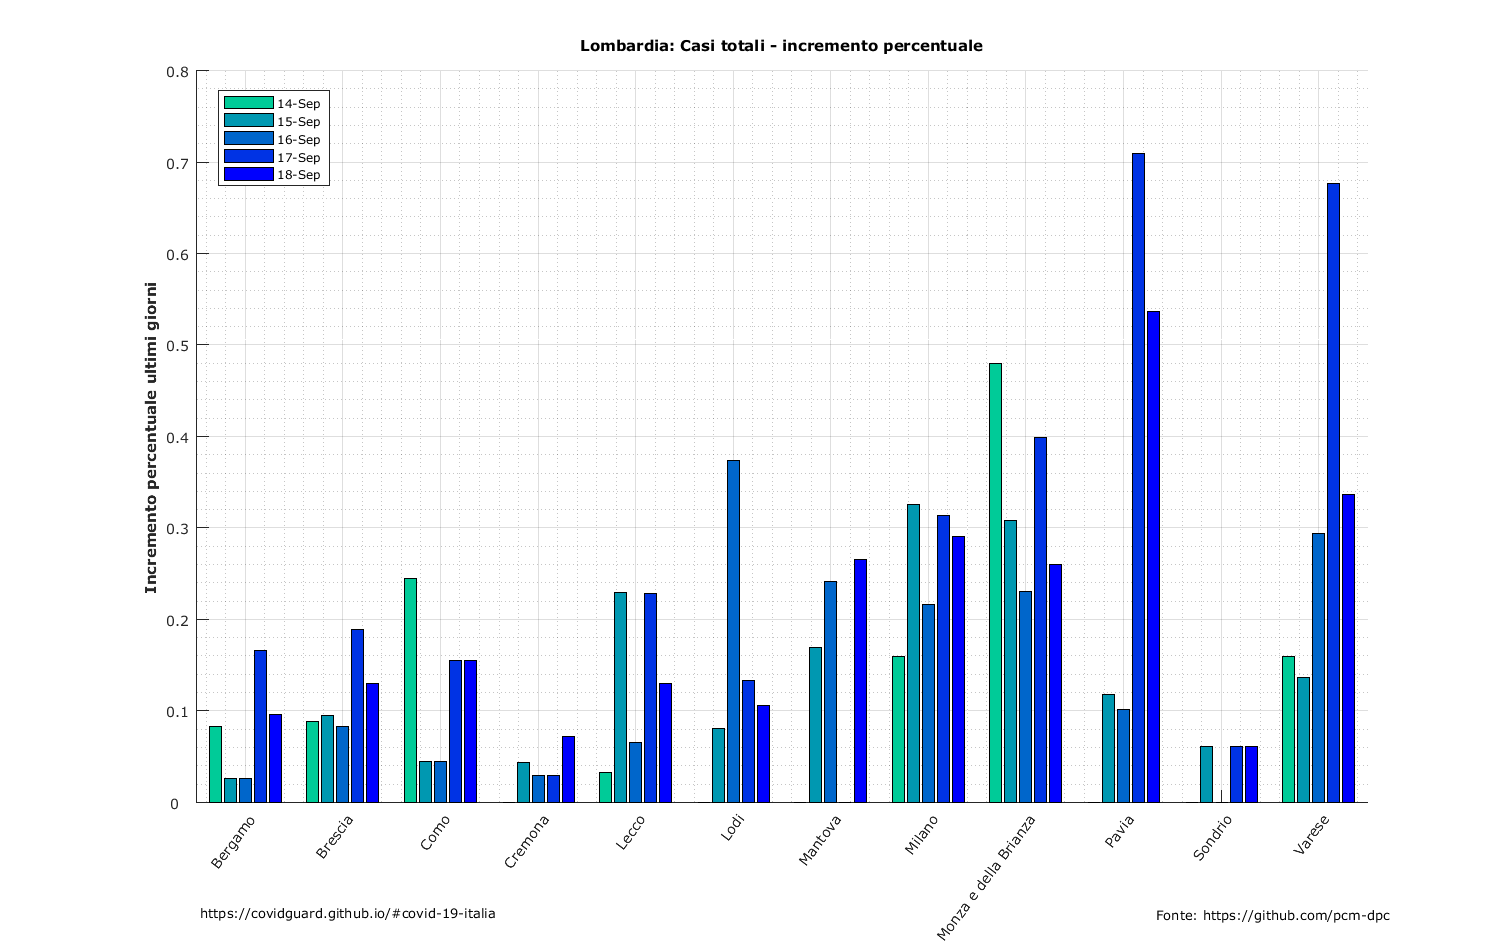 Lombardia: Casi totali - incremento percentuale
14-Sep
15-Sep
16-Sep
17-Sep
18-Sep
Incremento percentuale ultimi giorni
0.8
0.7
0.6
0.5
0.4
0.3
0.2
0.1
0
Bergamo
Brescia
Como
Cremona
Lecco
Lodi
Mantova
Milano
Monza e della Brianza
Pavia
Sondrio
Varese
https://covidguard.github.io/#covid-19-italia
Fonte: https://github.com/pcm-dpc